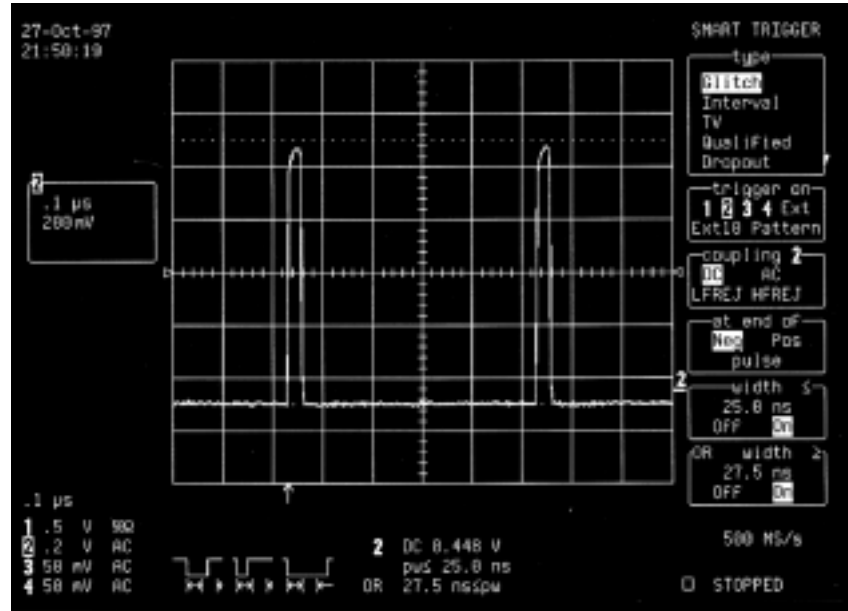 27-Oct-97
21:50:19
SMART TRIGGER
type
Glitch
Interval
TV
Qualified
Dropout
2
.1 µs
200mV
trigger on
1 2 3 4 Ext
Ext10 Pattern
coupling 2
DC AC
LFREJ HFREJ
at end of
Neg Pos
pulse
2
width ≤
25.0 ns
OFF On
OR width ≥
27.5 ns
OFF On
.1 µs
1 .5 V 50Ω
2 .2 V AC
3 50 mV AC
4 50 mV AC
2 DC 0.448 V
pw≤ 25.0 ns
OR 27.5 ns≤pw
500 MS/s
STOPPED